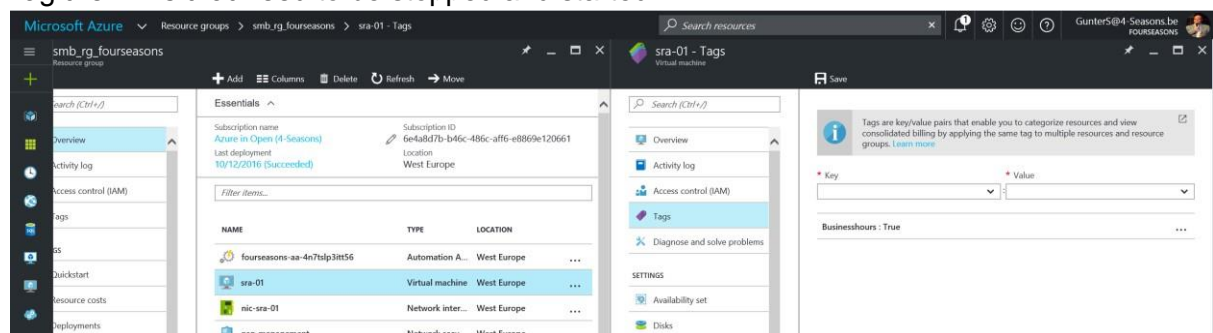 Microsoft Azure Resource groups > smb_rg_fourseasons > sra-01 - Tags
Search resources
GunterS@4-Seasons.be
FOURSEASONS
smb_rg_fourseasons
Resource group
Add Columns Delete Refresh Move
earch (Ctrl+/)
Overview
Activity log
Access control (IAM)
Tags
GS
Quickstart
Resource costs
Deployments
Essentials
Subscription name
Azure in Open (4-Seasons)
Last deployment
10/12/2016 (Succeeded)
Subscription ID
6e4a8d7b-b46c-486c-aff6-e8869e120661
Location
West Europe
Filter items...
NAME TYPE LOCATION
fourseasons-aa-4n7tslp3itt56 Automation A... West Europe ...
sra-01 Virtual machine West Europe ...
nic-sra-01 Network inter... West Europe ...
sra-01 - Tags
Virtual machine
Search (Ctrl+/)
Overview
Activity log
Access control (IAM)
Tags
Diagnose and solve problems
SETTINGS
Availability set
Disks
Save
Tags are key/value pairs that enable you to categorize resources and view
consolidated billing by applying the same tag to multiple resources and resource
groups. Learn more
* Key * Value
:
Businesshours : True ...